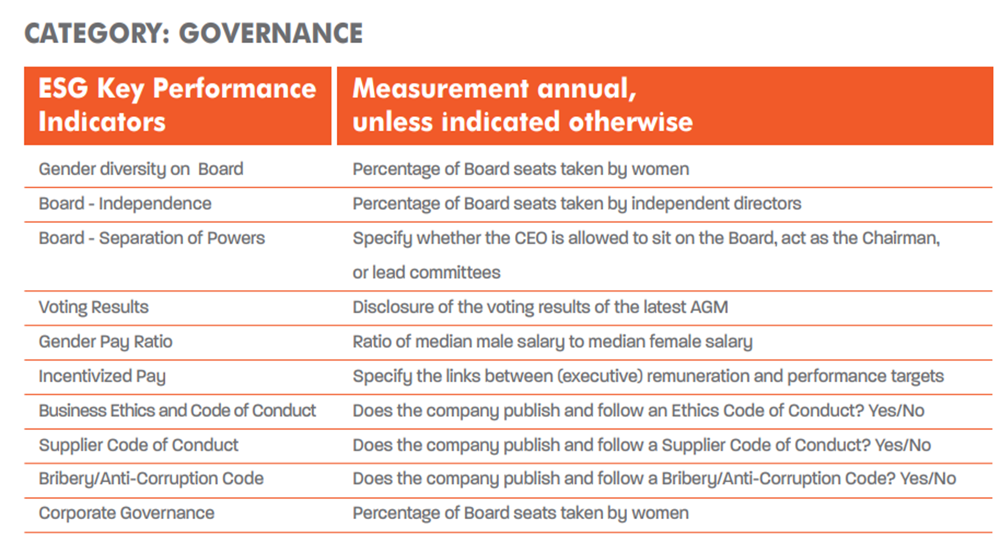 CATEGORY: GOVERNANCE
ESG Key Performance
Indicators
Measurement annual,
unless indicated otherwise
Gender diversity on  Board
Percentage of Board seats taken by women
Board - Independence
Percentage of Board seats taken by independent directors
Board - Separation of Powers
Specify whether the CEO is allowed to sit on the Board, act as the Chairman,
or lead committees
Voting Results
Disclosure of the voting results of the latest AGM
Gender Pay Ratio
Ratio of median male salary to median female salary
Incentivized Pay
Specify the links between (executive) remuneration and performance targets
Business Ethics and Code of Conduct
Does the company publish and follow an Ethics Code of Conduct? Yes/No
Supplier Code of Conduct
Does the company publish and follow a Supplier Code of Conduct? Yes/No
Bribery/Anti-Corruption Code
Does the company publish and follow a Bribery/Anti-Corruption Code? Yes/No
Corporate Governance
Percentage of Board seats taken by women